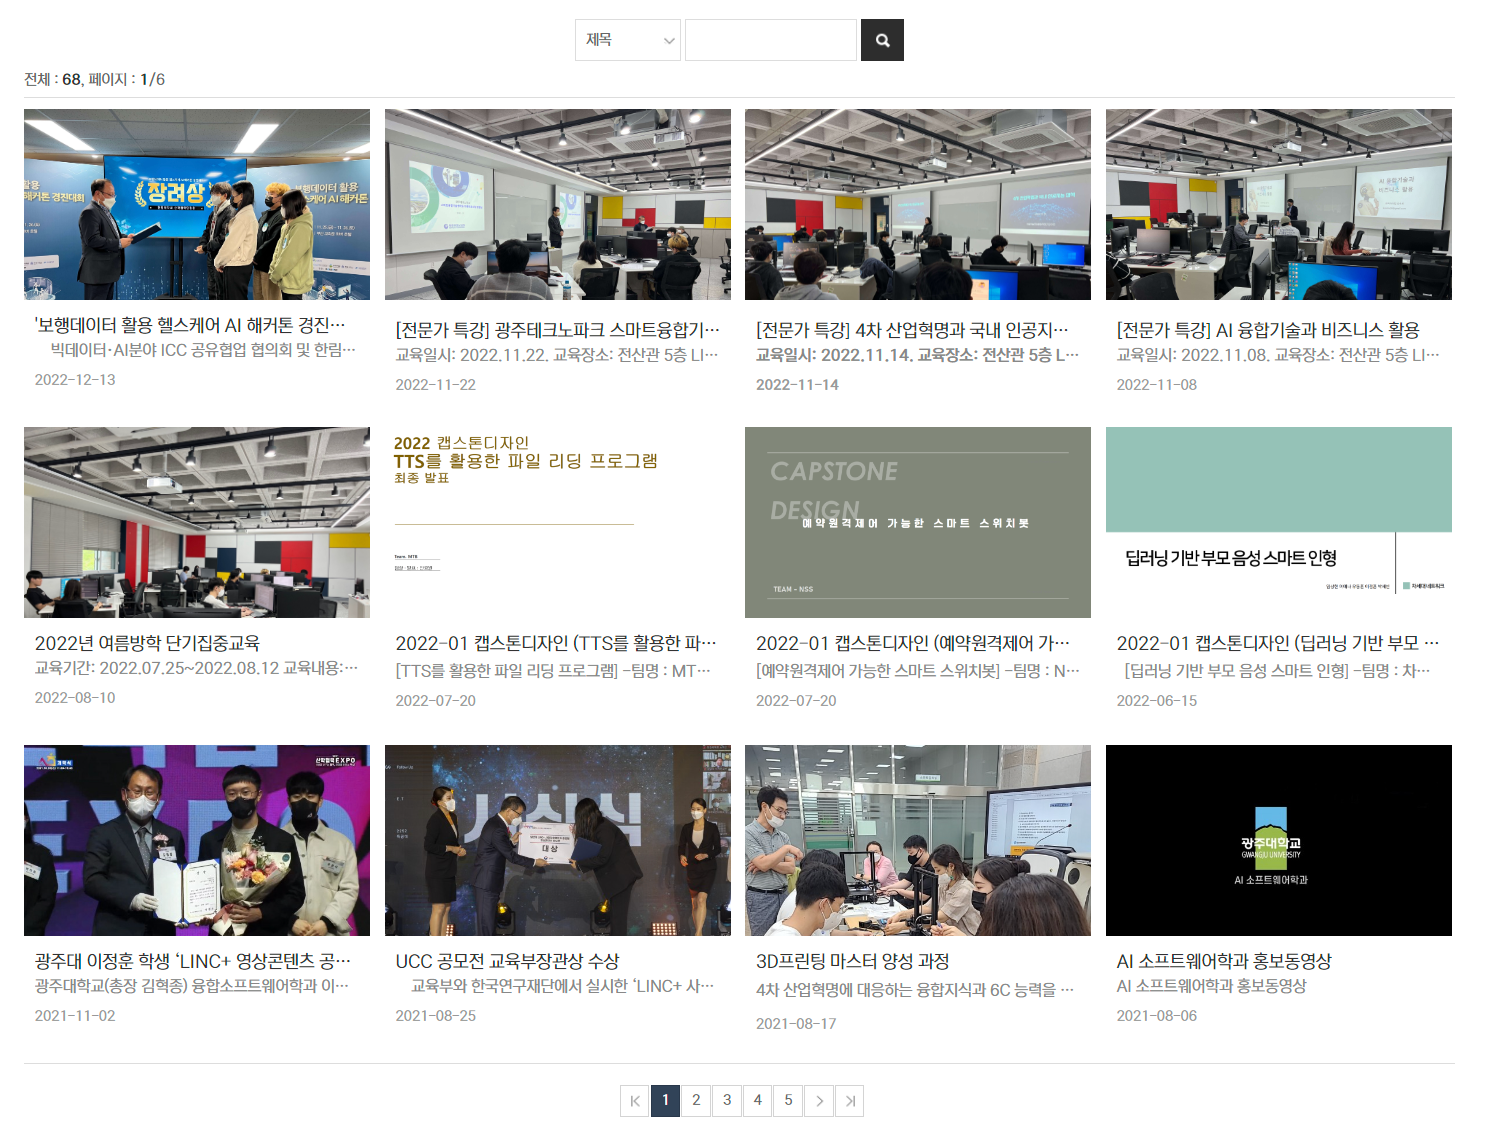 제목
전체 : 68, 페이지 : 1/6
장려상
'보행데이터 활용 헬스케어 AI 해커톤 경진…
빅데이터·AI분야 ICC 공유협업 협의회 및 한림…
2022-12-13
[전문가 특강] 광주테크노파크 스마트융합기…
교육일시: 2022.11.22. 교육장소: 전산관 5층 LI…
2022-11-22
[전문가 특강] 4차 산업혁명과 국내 인공지…
교육일시: 2022.11.14. 교육장소: 전산관 5층 L…
2022-11-14
AI 융합기술과
비즈니스 활용
[전문가 특강] AI 융합기술과 비즈니스 활용
교육일시: 2022.11.08. 교육장소: 전산관 5층 LI…
2022-11-08
2022년 여름방학 단기집중교육
교육기간: 2022.07.25~2022.08.12 교육내용:…
2022-08-10
2022 캡스톤디자인
TTS를 활용한 파일 리딩 프로그램
최종 발표
2022-01 캡스톤디자인 (TTS를 활용한 파…
[TTS를 활용한 파일 리딩 프로그램] -팀명 : MT…
2022-07-20
CAPSTONE
DESIGN
예약원격제어 가능한 스마트 스위치봇
TEAM - NSS
2022-01 캡스톤디자인 (예약원격제어 가…
[예약원격제어 가능한 스마트 스위치봇] -팀명 : N…
2022-07-20
딥러닝 기반 부모 음성 스마트 인형
차세대네트워크
2022-01 캡스톤디자인 (딥러닝 기반 부모 …
[딥러닝 기반 부모 음성 스마트 인형] -팀명 : 차…
2022-06-15
산학협력 EXPO
광주대 이정훈 학생 ‘LINC+ 영상콘텐츠 공…
광주대학교(총장 김혁종) 융합소프트웨어학과 이…
2021-11-02
시상식
대상
UCC 공모전 교육부장관상 수상
교육부와 한국연구재단에서 실시한 ‘LINC+ 사…
2021-08-25
3D프린팅 마스터 양성 과정
4차 산업혁명에 대응하는 융합지식과 6C 능력을 …
2021-08-17
광주대학교
GWANGJU UNIVERSITY
AI 소프트웨어학과
AI 소프트웨어학과 홍보동영상
AI 소프트웨어학과 홍보동영상
2021-08-06
1 2 3 4 5